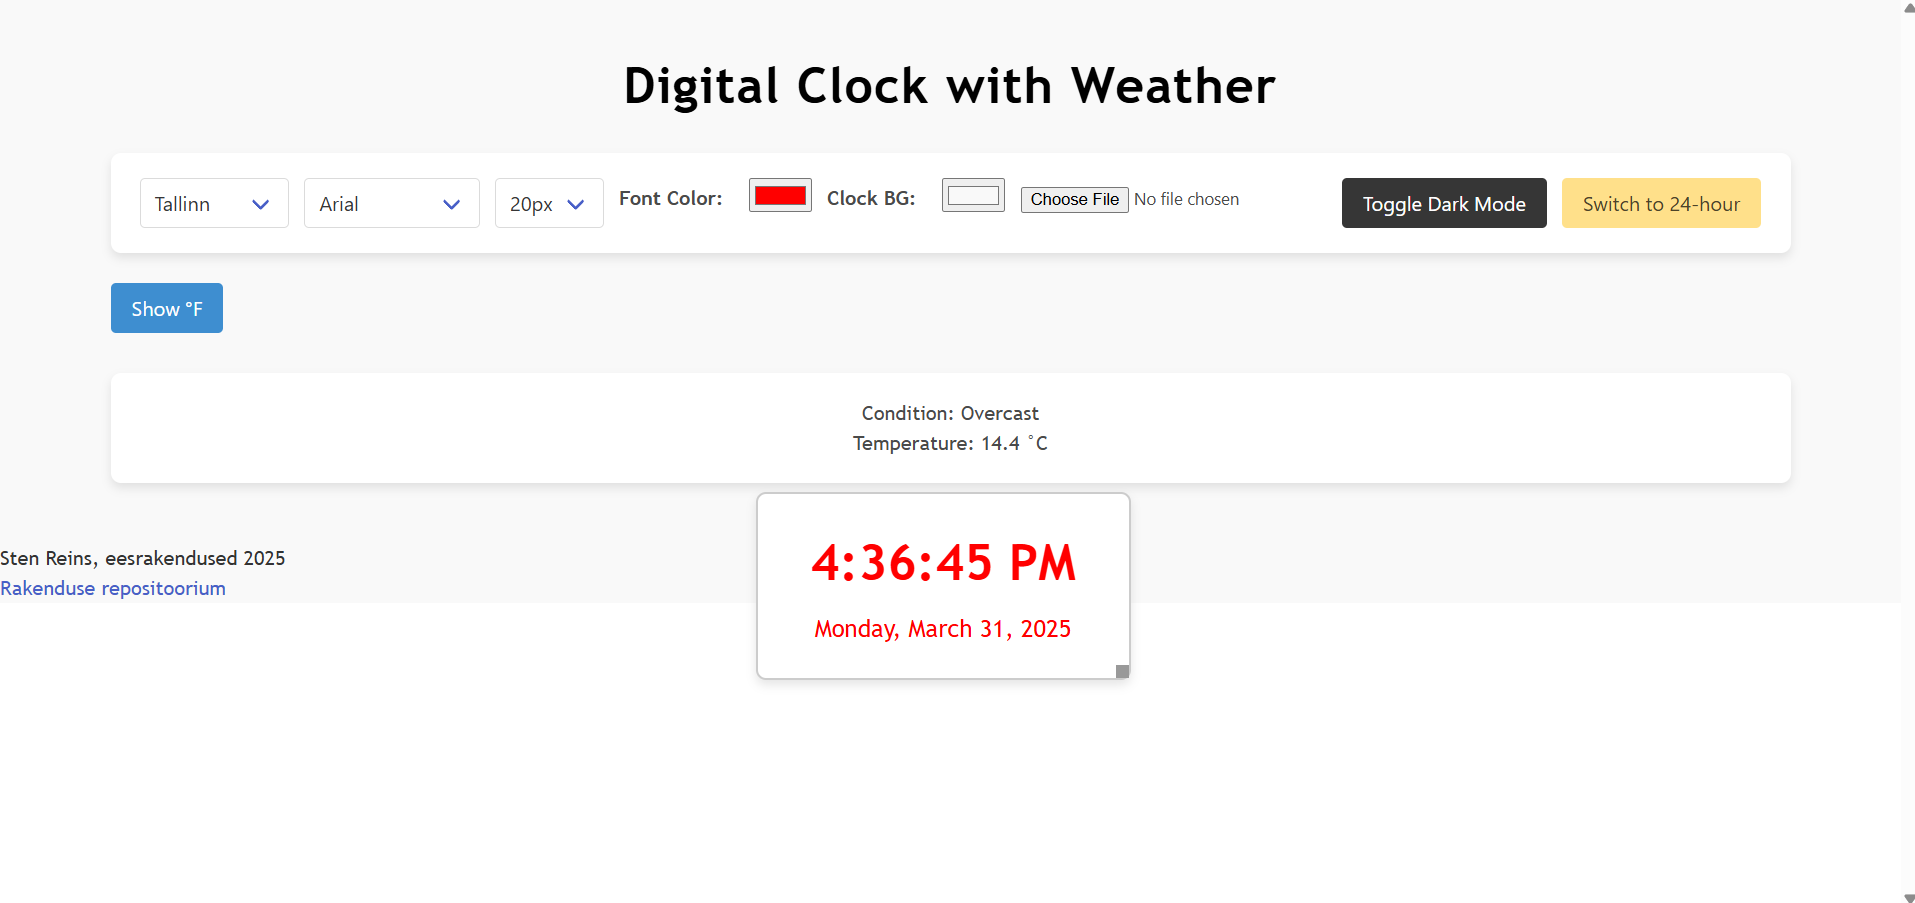 Digital Clock with Weather
Tallinn Arial 20px Font Color: Clock BG: Choose File No file chosen Toggle Dark Mode Switch to 24-hour
Show °F
Condition: Overcast
Temperature: 14.4 °C
4:36:45 PM
Monday, March 31, 2025
Sten Reins, eesrakendused 2025
Rakenduse repositoorium